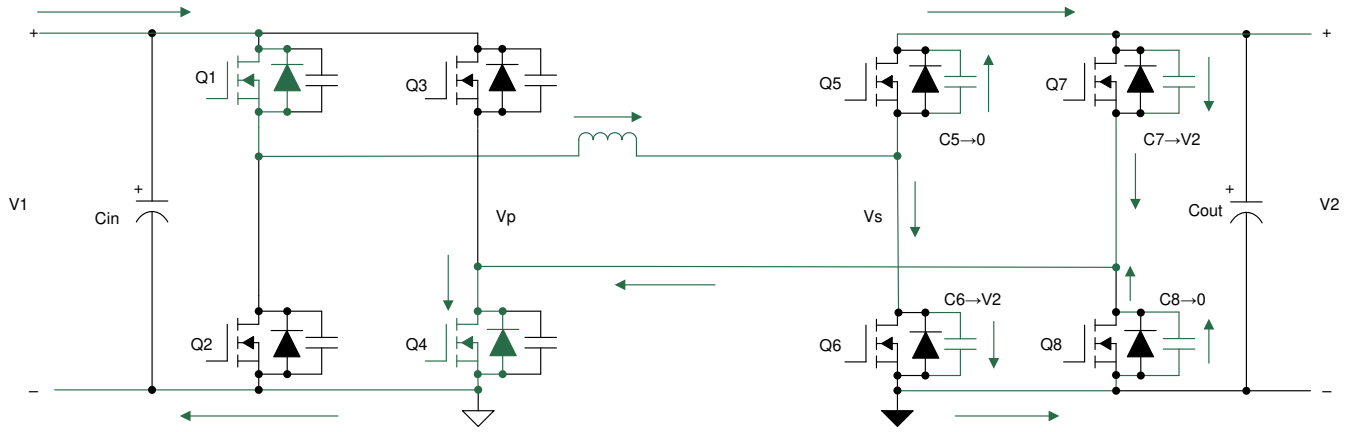 +
+
Q1
Q3
Q5
Q7
C5→0
C7→V2
+
+
V1
Cin
Vp
Vs
Cout
V2
C6→V2
C8→0
Q2
Q4
Q6
Q8
–
–